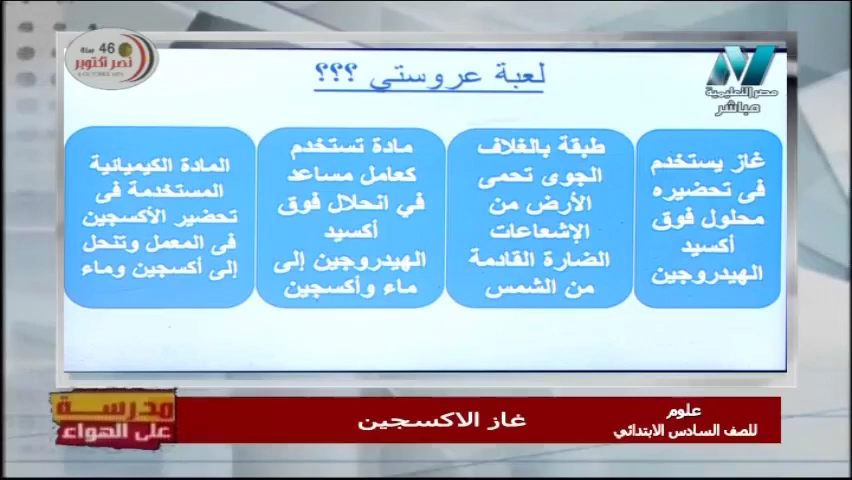 46 سنة
نصر أكتوبر
6 OCTOBER 1973
مصر التعليمية
مباشر
لعبة عروستي ؟؟؟
غاز يستخدم
فى تحضيره
محلول فوق
أكسيد
الهيدروجين
طبقة بالغلاف
الجوى تحمى
الأرض من
الإشعاعات
الضارة القادمة
من الشمس
مادة تستخدم
كعامل مساعد
في انحلال فوق
أكسيد
الهيدروجين إلى
ماء وأكسجين
المادة الكيميائية
المستخدمة فى
تحضير الأكسجين
فى المعمل وتنحل
إلى أكسجين وماء
علوم
للصف السادس الابتدائي
غاز الاكسجين
مدرسة
على الهواء